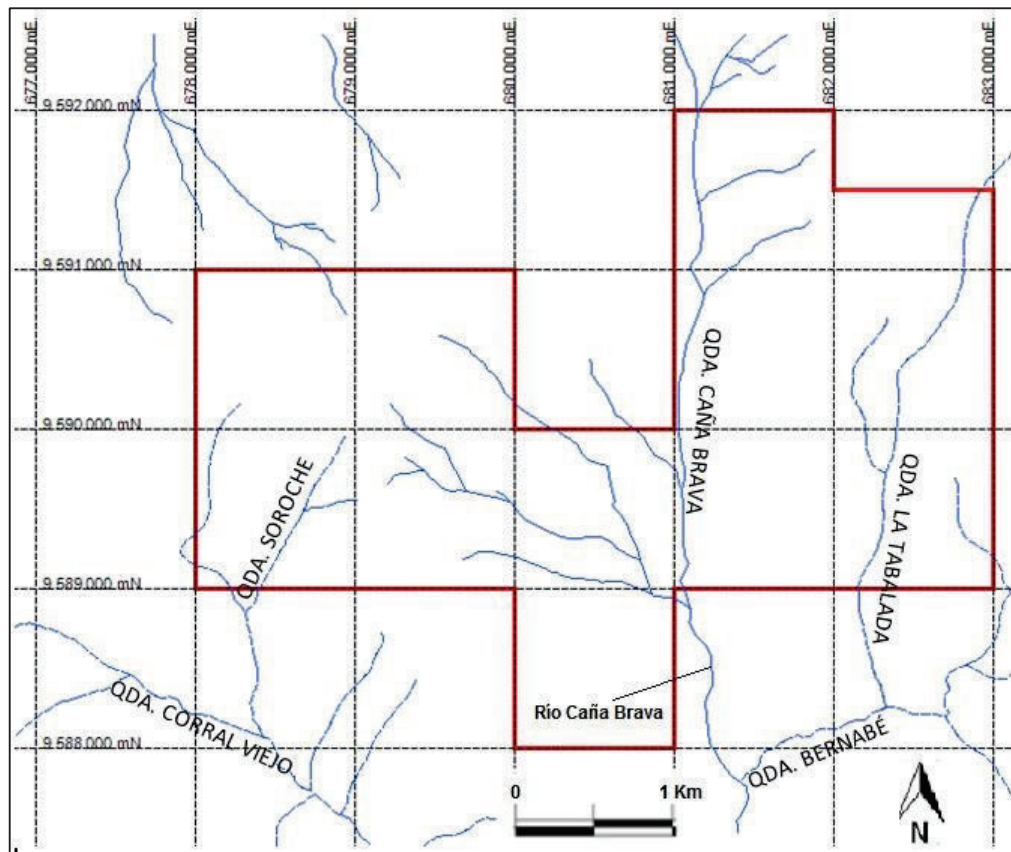 677.000.mE
678.000.mE
679.000.mE
680.000.mE
681.000.mE
682.000.mE
683.000.mE
9.592.000.mN
9.591.000.mN
9.590.000.mN
9.589.000.mN
9.588.000.mN
QDA. CAÑA BRAVA
QDA. LA TABALADA
QDA. SOROCHE
QDA. CORRAL VIEJO
Río Caña Brava
QDA. BERNABÉ
0 1 Km
N